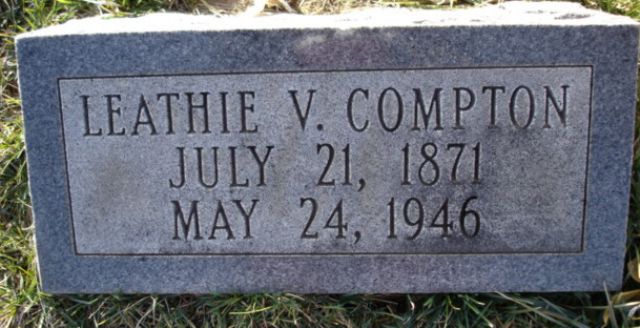 LEATHIE V. COMPTON
JULY 21, 1871
MAY 24, 1946